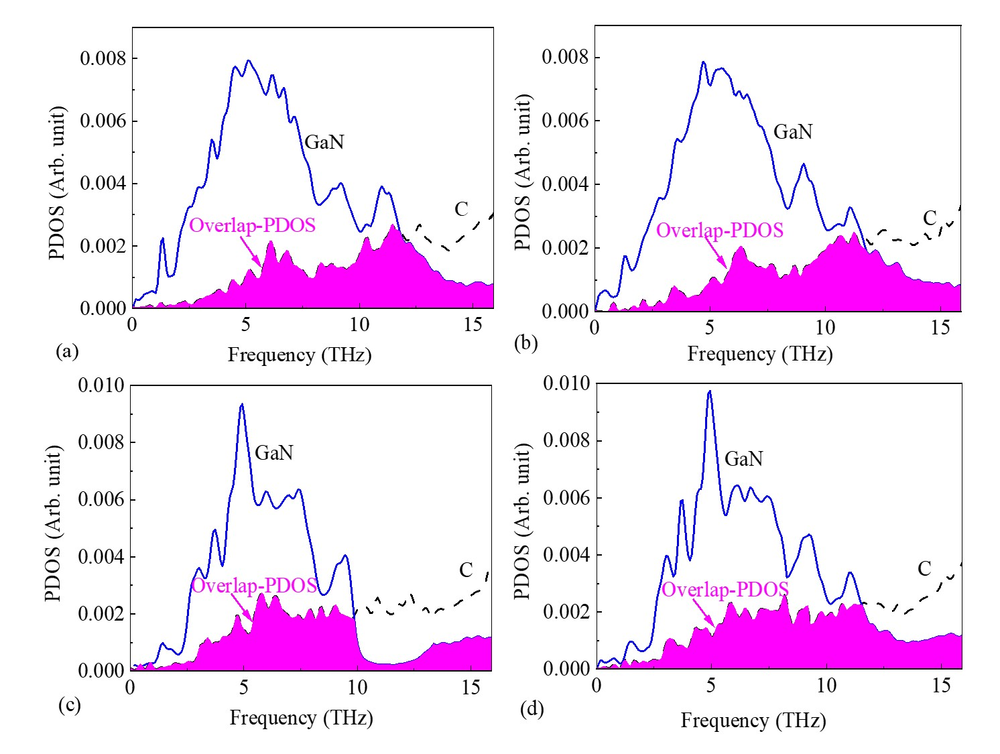 0.008
0.006
0.004
0.002
0.000
PDOS (Arb. unit)
GaN
Overlap-PDOS
C
0 5 10 15
Frequency (THz)
(a)
0.008
0.006
0.004
0.002
0.000
PDOS (Arb. unit)
GaN
Overlap-PDOS
C
0 5 10 15
Frequency (THz)
(b)
0.010
0.008
0.006
0.004
0.002
0.000
PDOS (Arb. unit)
GaN
Overlap-PDOS
C
0 5 10 15
Frequency (THz)
(c)
0.010
0.008
0.006
0.004
0.002
0.000
PDOS (Arb. unit)
GaN
Overlap-PDOS
C
0 5 10 15
Frequency (THz)
(d)